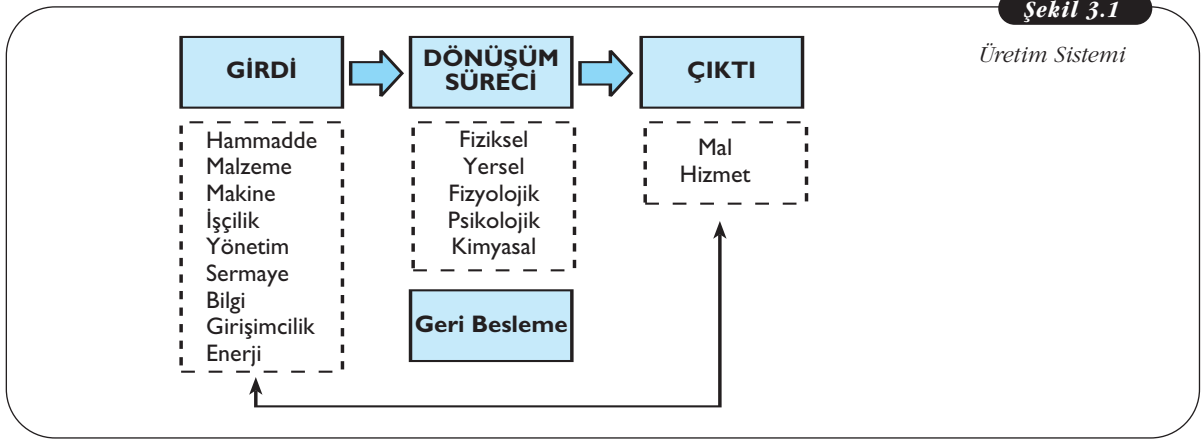 Şekil 3.1
Üretim Sistemi
GİRDİ
DÖNÜŞÜM
SÜRECİ
ÇIKTI
Hammadde
Malzeme
Makine
İşçilik
Yönetim
Sermaye
Bilgi
Girişimcilik
Enerji
Fiziksel
Yersel
Fizyolojik
Psikolojik
Kimyasal
Mal
Hizmet
Geri Besleme